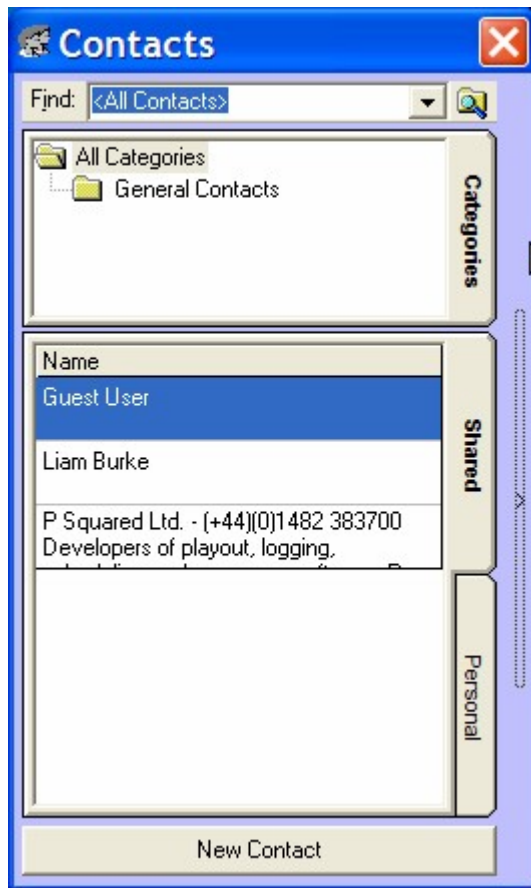 Contacts
Find: <All Contacts>
All Categories
General Contacts
Categories
Name
Guest User
Liam Burke
P Squared Ltd. - (+44)(0)1482 383700
Developers of playout, logging,
Shared
Personal
New Contact